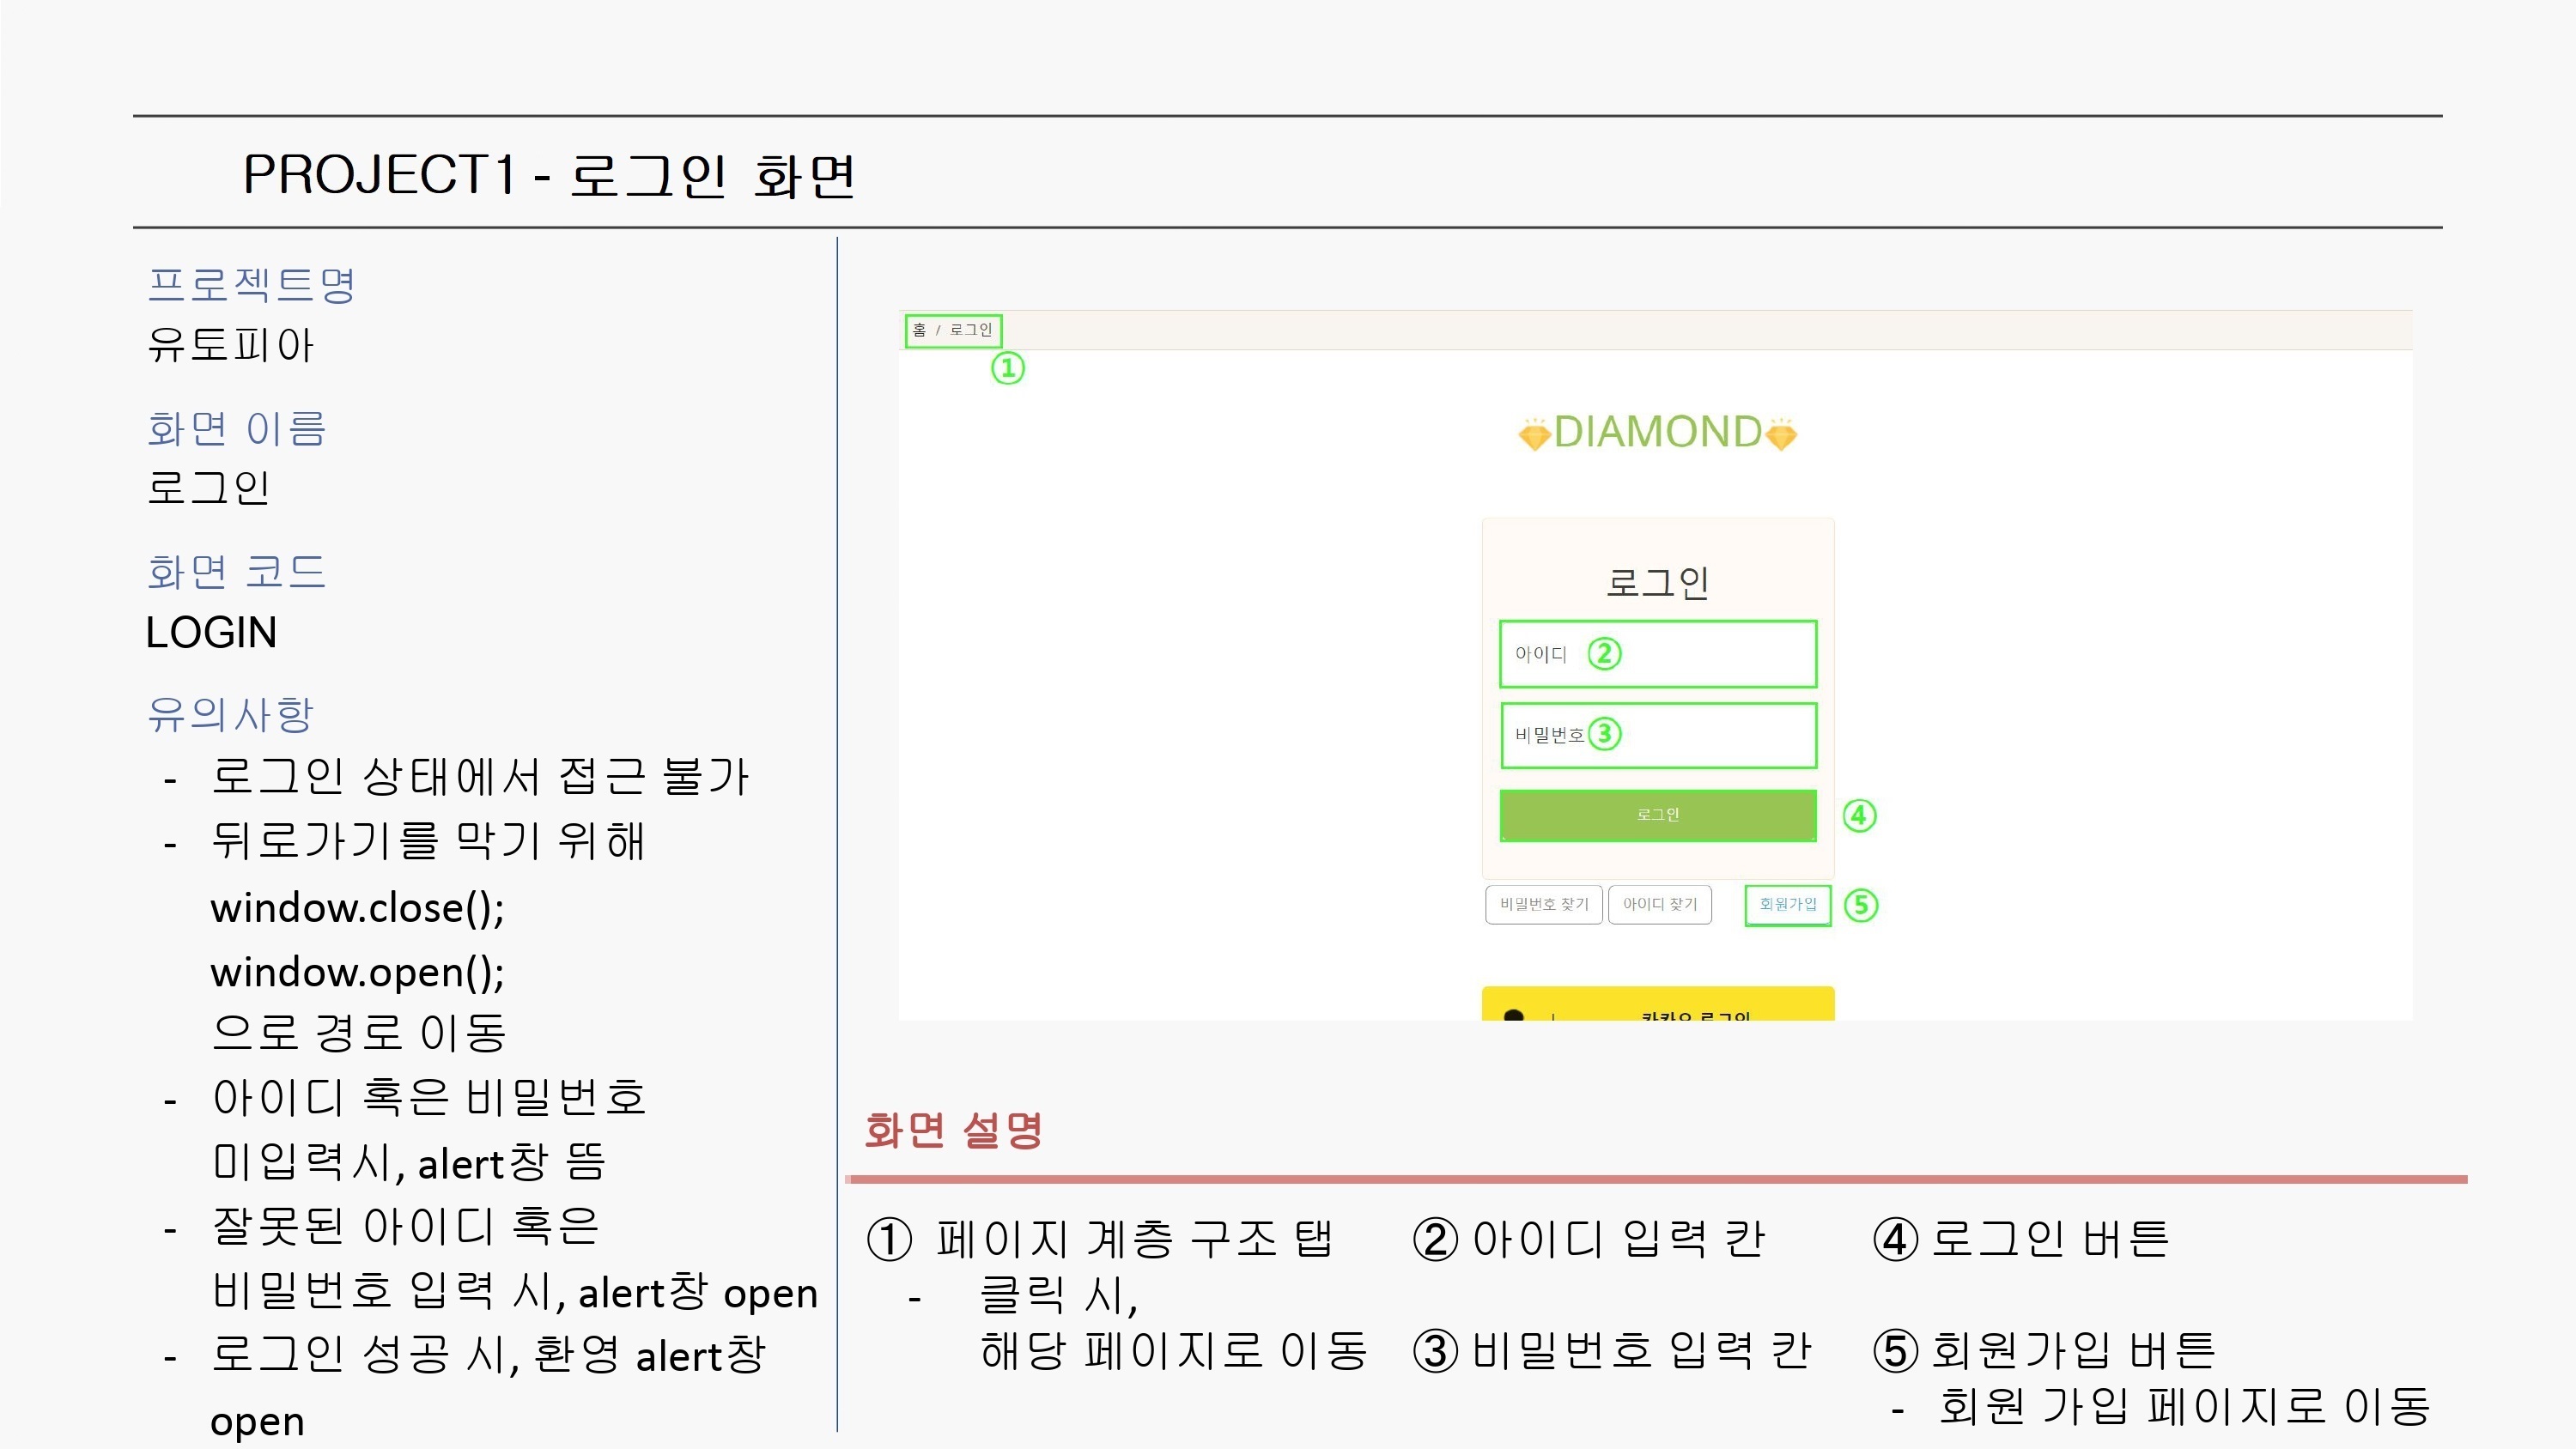 PROJECT1 - 로그인 화면
프로젝트명
유토피아
화면 이름
로그인
화면 코드
LOGIN
유의사항
- 로그인 상태에서 접근 불가
- 뒤로가기를 막기 위해
window.close();
window.open();
으로 경로 이동
- 아이디 혹은 비밀번호
미입력시, alert창 뜸
- 잘못된 아이디 혹은
비밀번호 입력 시, alert창 open
- 로그인 성공 시, 환영 alert창
open
홈 / 로그인
①
DIAMOND
로그인
아이디 ②
비밀번호 ③
로그인 ④
비밀번호 찾기 아이디 찾기 회원가입 ⑤
카카오 로그인
화면 설명
① 페이지 계층 구조 탭
- 클릭 시,
해당 페이지로 이동
② 아이디 입력 칸
③ 비밀번호 입력 칸
④ 로그인 버튼
⑤ 회원가입 버튼
- 회원 가입 페이지로 이동